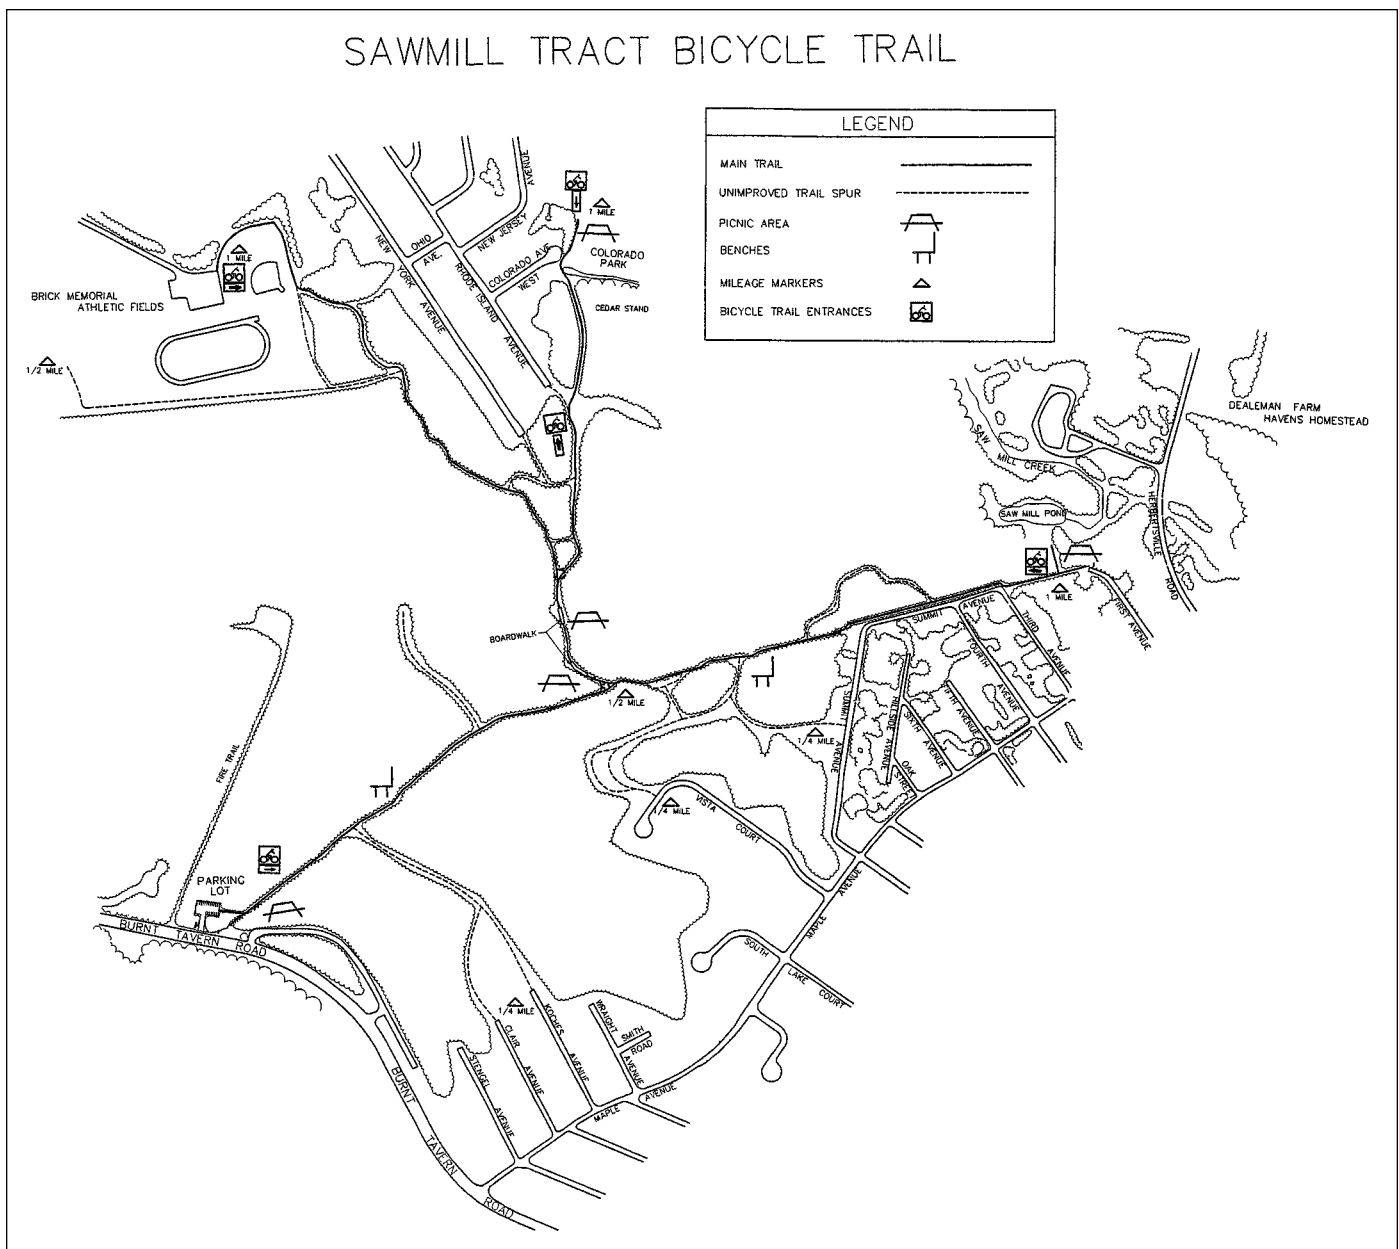 SAWMILL TRACT BICYCLE TRAIL
LEGEND
MAIN TRAIL
UNIMPROVED TRAIL SPUR
PICNIC AREA
BENCHES
MILEAGE MARKERS
BICYCLE TRAIL ENTRANCES
AVENUE
NEW JERSEY
1 MILE
OHIO
AVE.
NEW YORK AVENUE
RHODE ISLAND AVENUE
COLORADO AVE.
WEST
COLORADO
PARK
CEDAR STAND
1 MILE
BRICK MEMORIAL
ATHLETIC FIELDS
1/2 MILE
DEALEMAN FARM
HAVENS HOMESTEAD
SAW MILL CREEK
SAW MILL POND
HERBERTSVILLE ROAD
1 MILE
FIRST AVENUE
SUMMIT AVENUE
THIRD AVENUE
FOURTH AVENUE
FIFTH AVENUE
SIXTH AVENUE
HILLSIDE AVENUE
OAK STREET
SUMMIT AVENUE
BOARDWALK
1/2 MILE
1/4 MILE
1/4 MILE
VISTA COURT
FIRE TRAIL
PARKING
LOT
BURNT TAVERN ROAD
MAPLE AVENUE
SOUTH LAKE COURT
1/4 MILE
STENGEL AVENUE
CLAIR AVENUE
KOCHES AVENUE
WRAIGHT AVENUE
SMITH
ROAD
MAPLE AVENUE
BURNT TAVERN ROAD